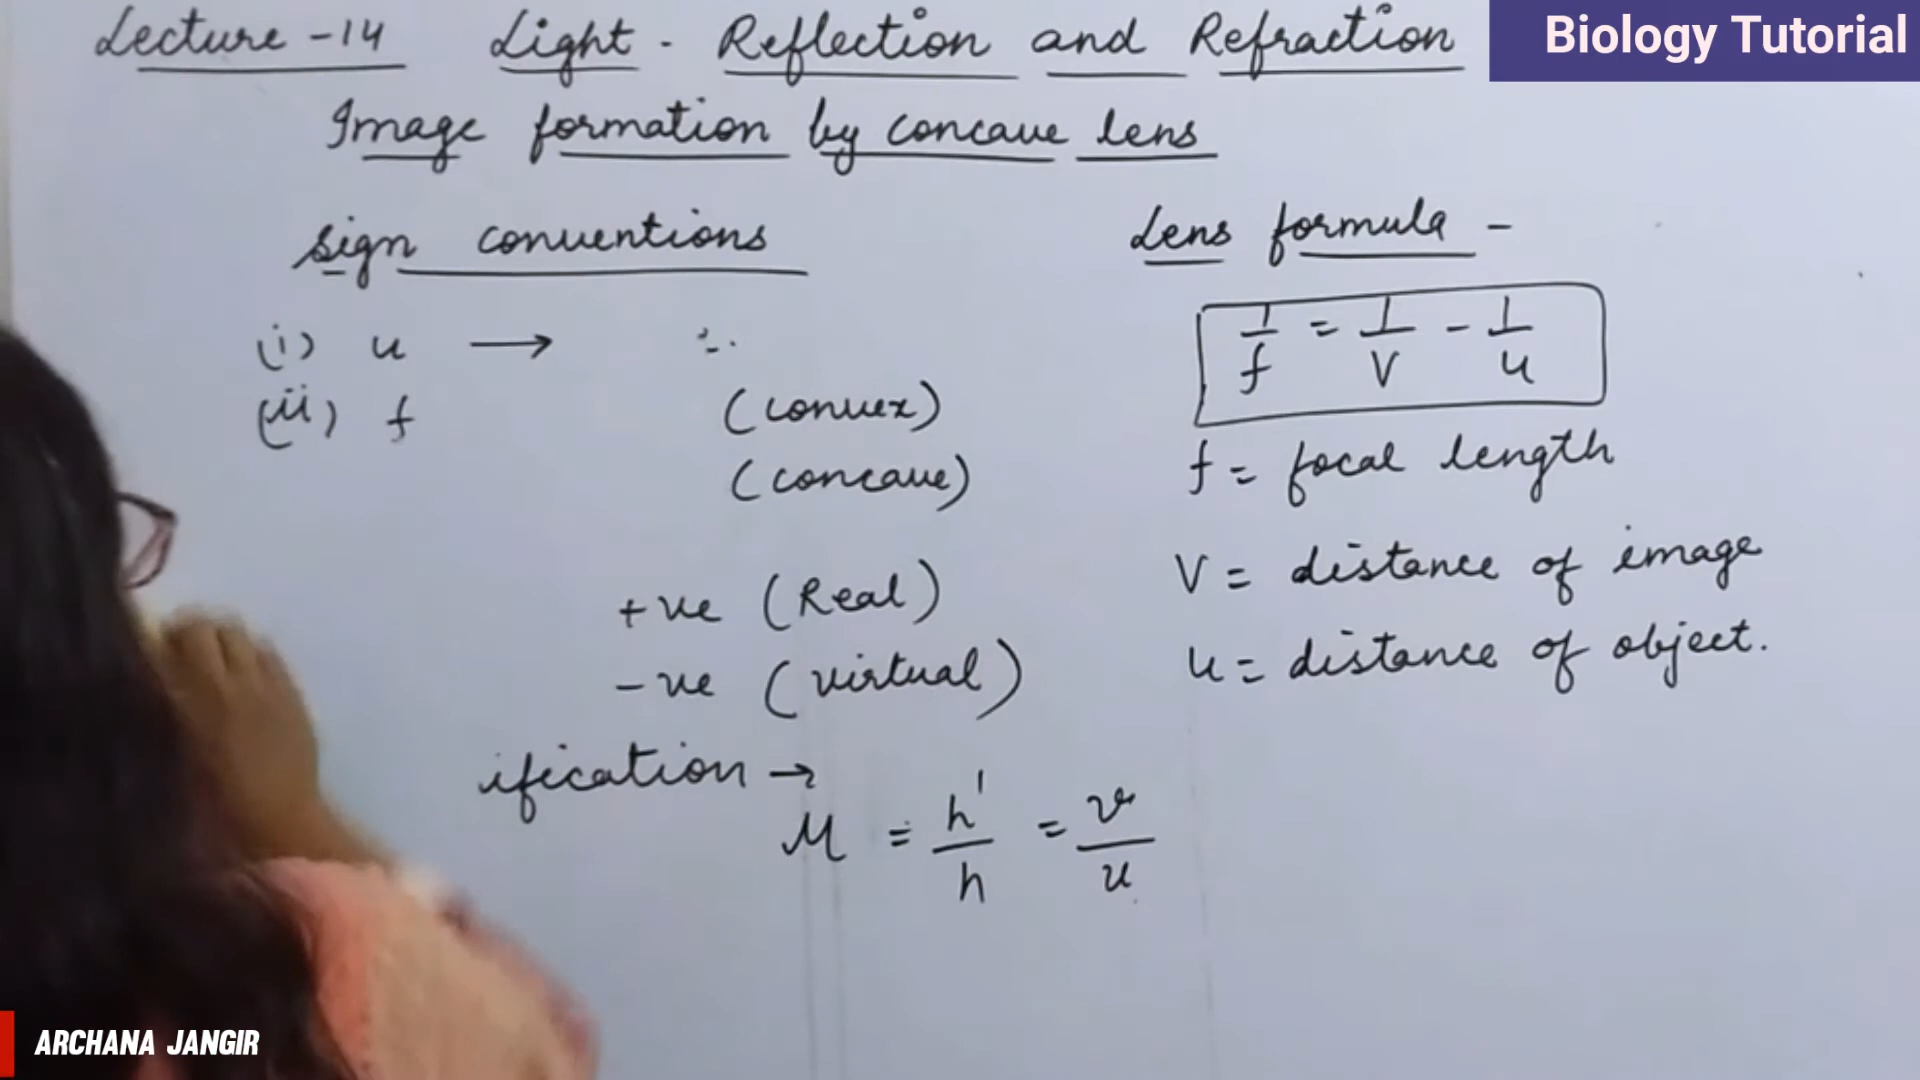 Lecture -14 Light - Reflection and Refraction
Biology Tutorial
Image formation by concave lens
Sign conventions
(i) u →
(ii) f (convex)
(concave)
+ve (Real)
-ve (virtual)
ification →
M = h'/h = v/u
Lens formula -
1/f = 1/V - 1/u
f = focal length
V = distance of image
u = distance of object.
ARCHANA JANGIR